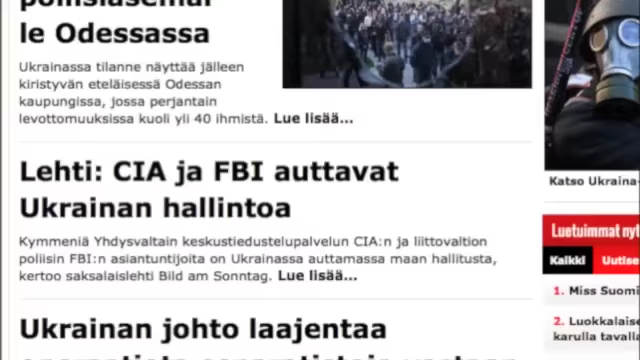 le Odessassa
Ukrainassa tilanne näyttää jälleen
kiristyvän eteläisessä Odessan
kaupungissa, jossa perjantain
levottomuuksissa kuoli yli 40 ihmistä. Lue lisää...
Lehti: CIA ja FBI auttavat
Ukrainan hallintoa
Kymmeniä Yhdysvaltain keskustiedustelupalvelun CIA:n ja liittovaltion
poliisin FBI:n asiantuntijoita on Ukrainassa auttamassa maan hallitusta,
kertoo saksalaislehti Bild am Sonntag. Lue lisää...
Ukrainan johto laajentaa
Katso Ukraina-
Luetuimmat nyt
Kaikki Uutise
1. Miss Suomi
2. Luokkalaise
karulla tavalla